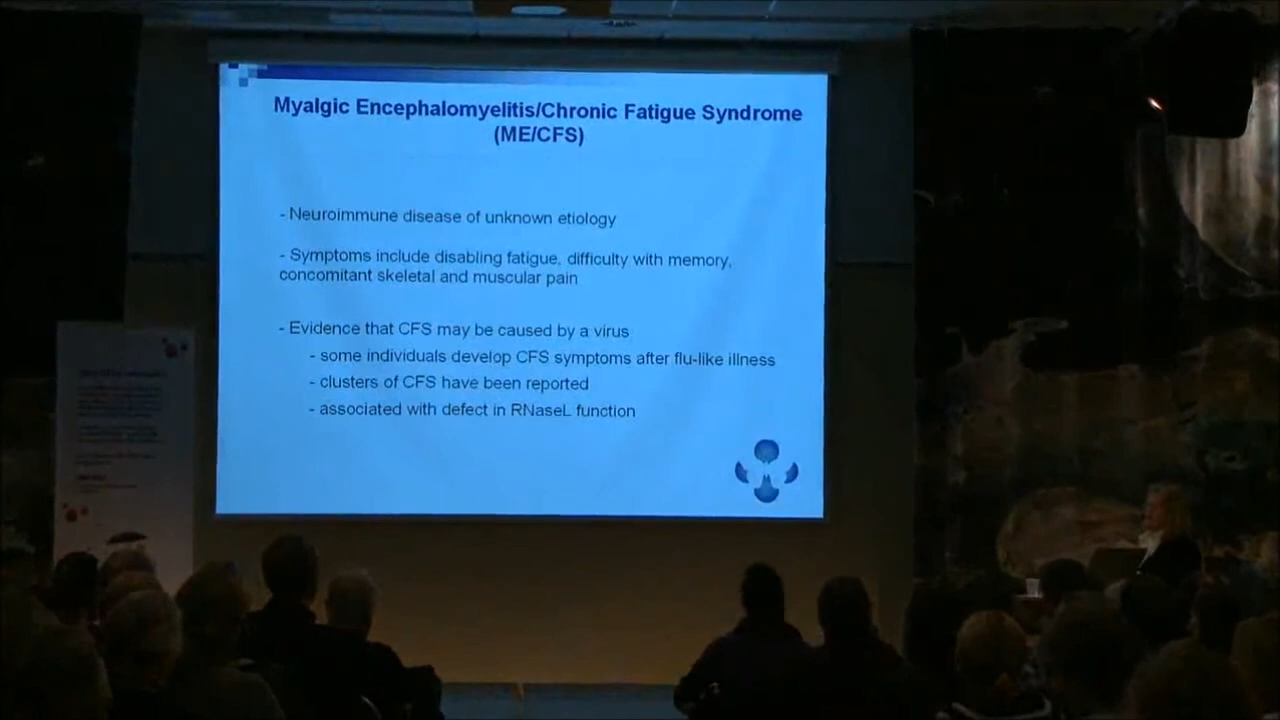 Myalgic Encephalomyelitis/Chronic Fatigue Syndrome
(ME/CFS)
- Neuroimmune disease of unknown etiology
- Symptoms include disabling fatigue, difficulty with memory,
concomitant skeletal and muscular pain
- Evidence that CFS may be caused by a virus
- some individuals develop CFS symptoms after flu-like illness
- clusters of CFS have been reported
- associated with defect in RNaseL function